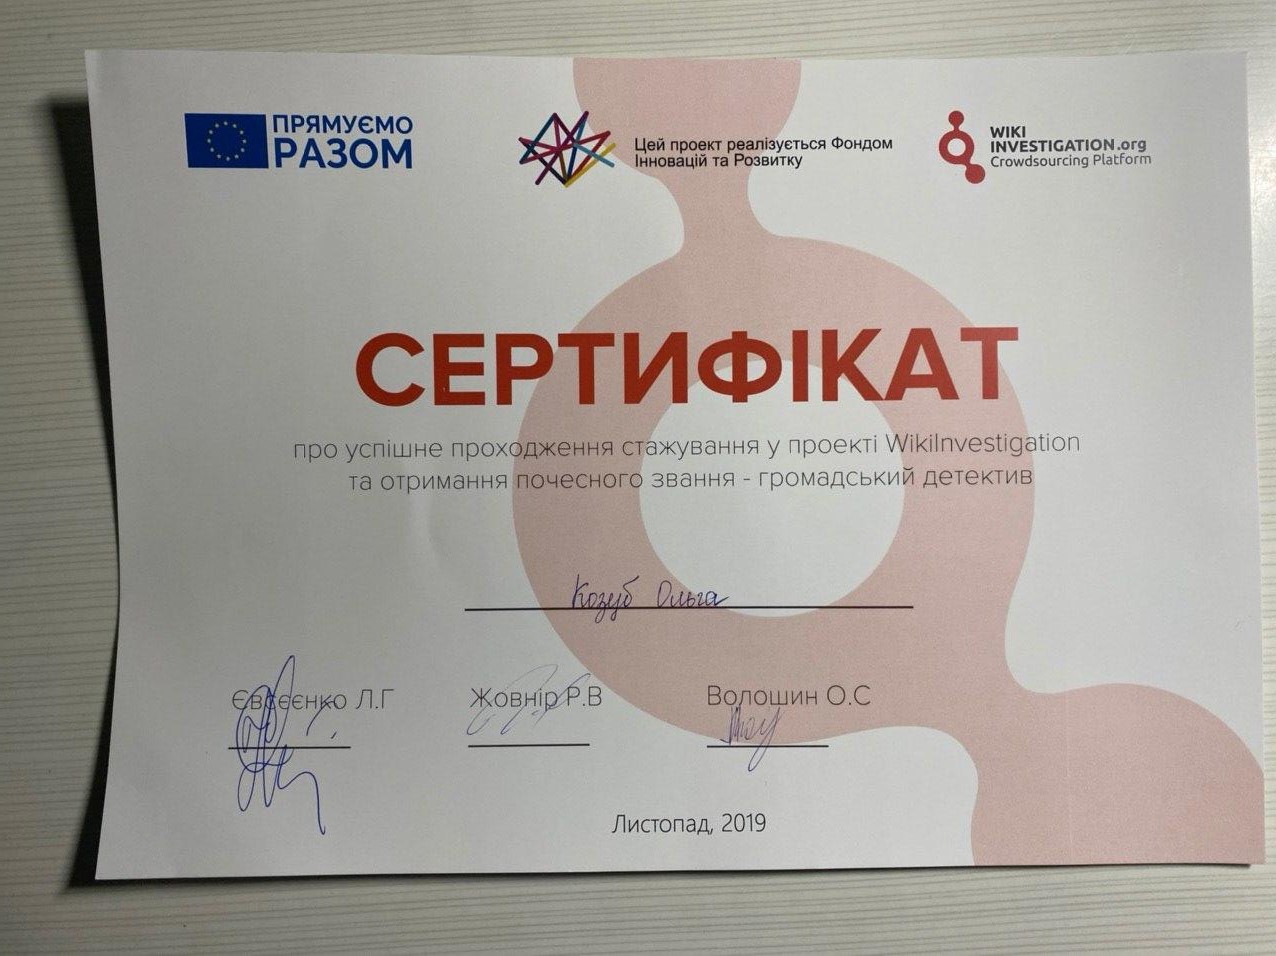 ПРЯМУЄМО
РАЗОМ
Цей проект реалізується Фондом
Інновацій та Розвитку
WIKI
INVESTIGATION.org
Crowdsourcing Platform
СЕРТИФІКАТ
про успішне проходження стажування у проекті WikiInvestigation
та отримання почесного звання - громадський детектив
Козуб Ольга
Євсєєнко Л.Г Жовнір Р.В Волошин О.С
Листопад, 2019